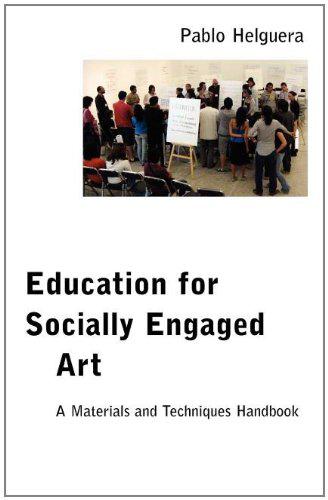 Pablo Helguera
Education for
Socially Engaged
Art
A Materials and Techniques Handbook